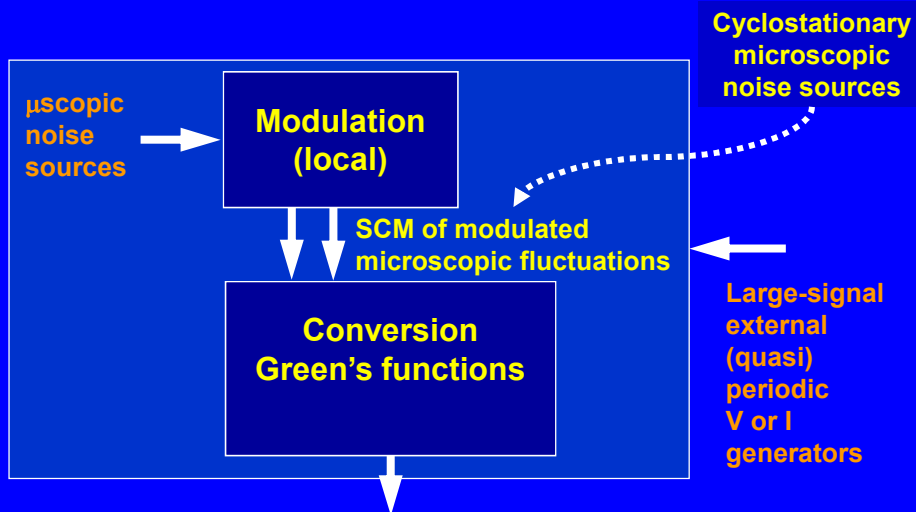 Cyclostationary
microscopic
noise sources
μscopic
noise
sources
Modulation
(local)
SCM of modulated
microscopic fluctuations
Conversion
Green’s functions
Large-signal
external
(quasi)
periodic
V or I
generators